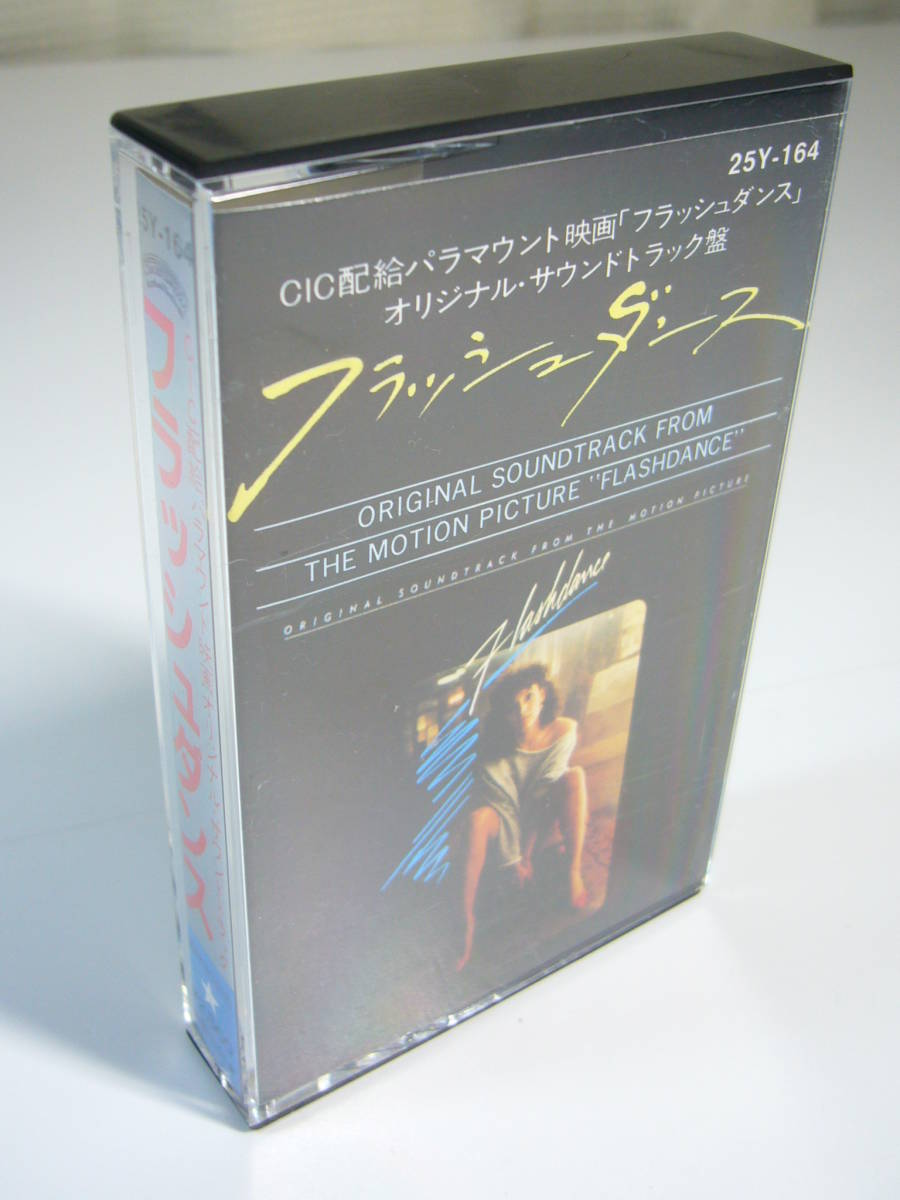 25Y-164
CIC配給パラマウント映画「フラッシュダンス」
オリジナル・サウンドトラック盤
フラッシュダンス
ORIGINAL SOUNDTRACK FROM
THE MOTION PICTURE "FLASHDANCE"
ORIGINAL SOUNDTRACK FROM THE MOTION PICTURE
Flashdance
25Y-164
フラッシュダンス